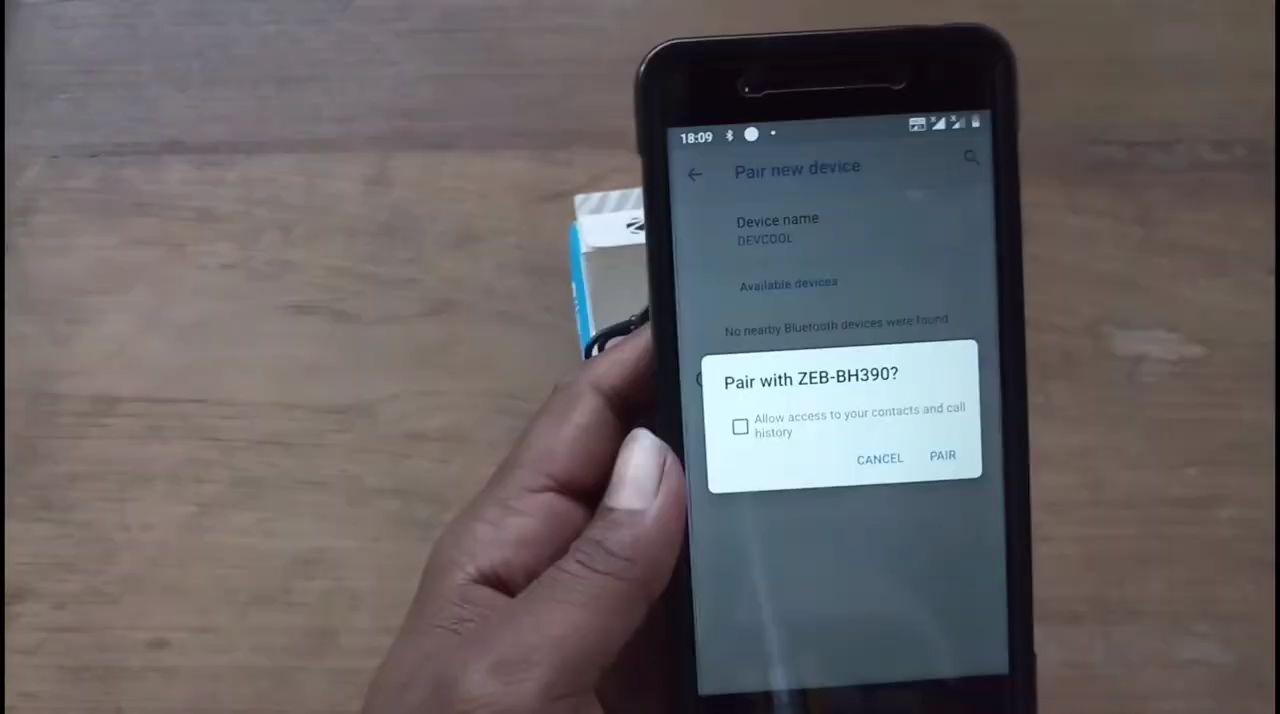 18:09
Pair new device
Device name
DEVCOOL
Available devices
No nearby Bluetooth devices were found
Pair with ZEB-BH390?
Allow access to your contacts and call
history
CANCEL PAIR